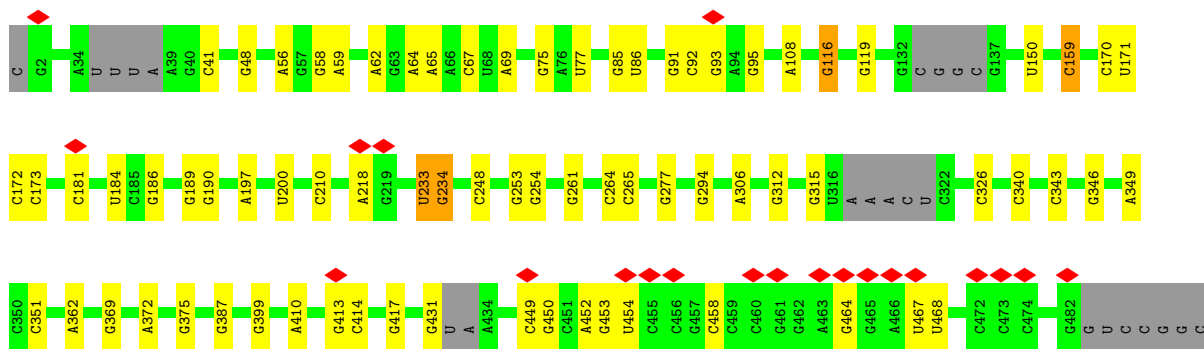 C G2 A34 U U U A A39 G40 C41 G48 A56 G57 G58 A59 A62 G63 A64 A65 A66 C67 U68 A69 G75 A76 U77 G85 U86 G91 C92 G93 A94 G95 A108 G116 G119 G132 C G G C G137 U150 C159 C170 U171
C172 C173 C181 U184 C185 G186 G189 G190 A197 U200 C210 A218 G219 U233 G234 C248 G253 G254 G261 C264 C265 G277 G294 A306 G312 G315 U316 A A A C U C322 C326 C340 C343 G346 A349
C350 C351 A362 G369 A372 G375 G387 G399 A410 G413 C414 G417 G431 U A A434 C449 G450 C451 A452 G453 U454 C455 C456 G457 C458 C459 C460 G461 G462 A463 G464 G465 A466 U467 U468 C472 C473 C474 G482 G U C C G G C